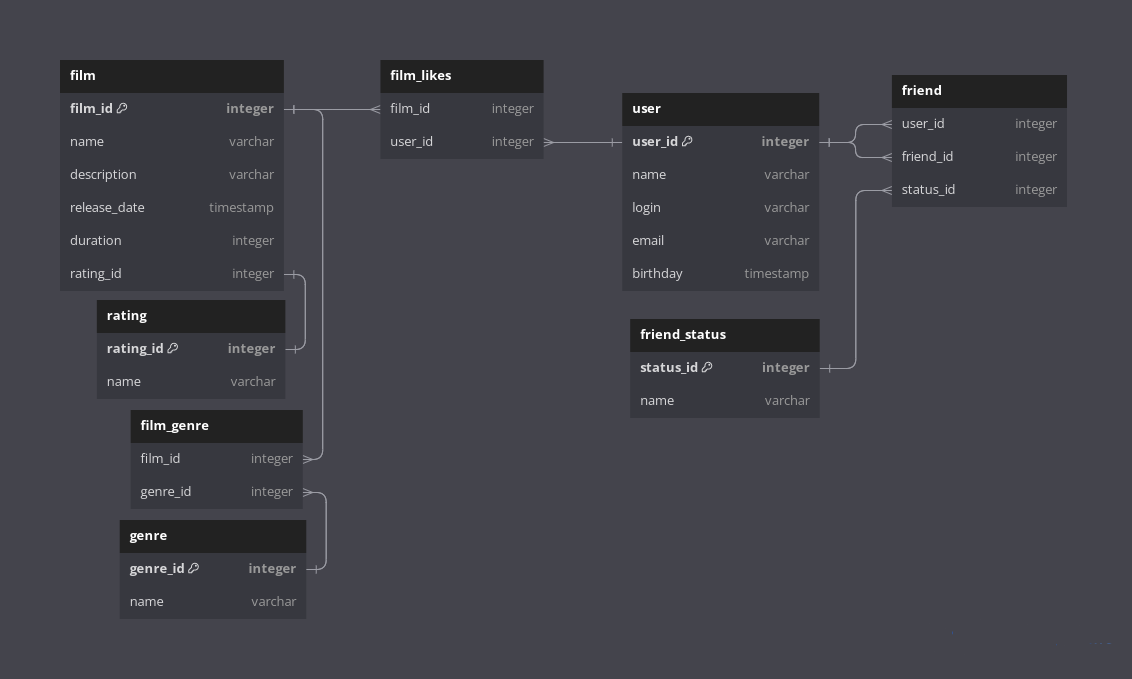 film
film_id integer
name varchar
description varchar
release_date timestamp
duration integer
rating_id integer
rating
rating_id integer
name varchar
film_genre
film_id integer
genre_id integer
genre
genre_id integer
name varchar
film_likes
film_id integer
user_id integer
user
user_id integer
name varchar
login varchar
email varchar
birthday timestamp
friend_status
status_id integer
name varchar
friend
user_id integer
friend_id integer
status_id integer